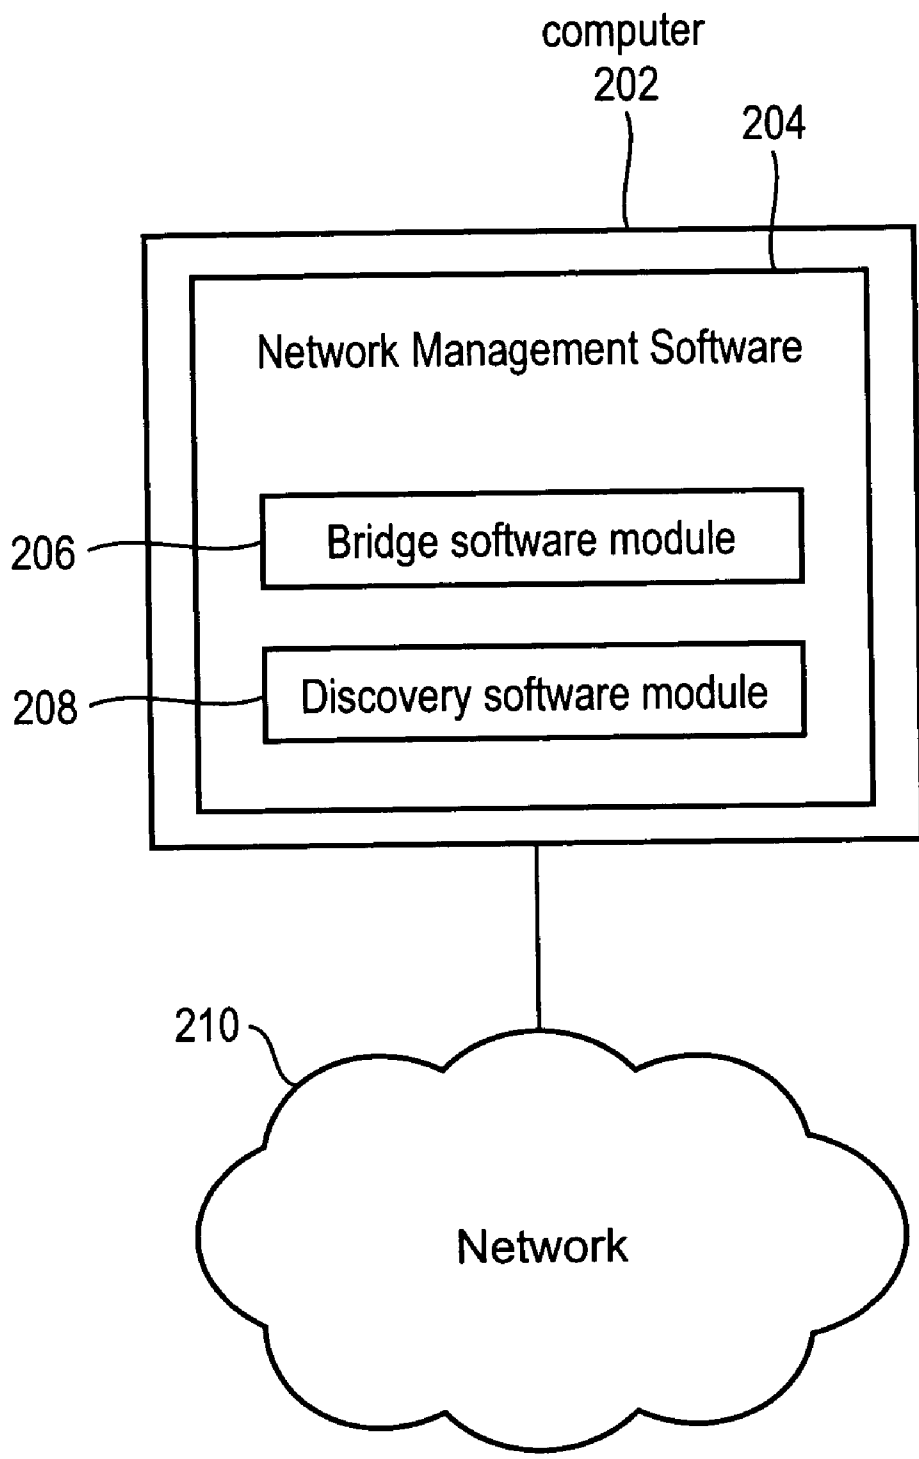 computer
202
204
Network Management Software
206
Bridge software module
208
Discovery software module
210
Network